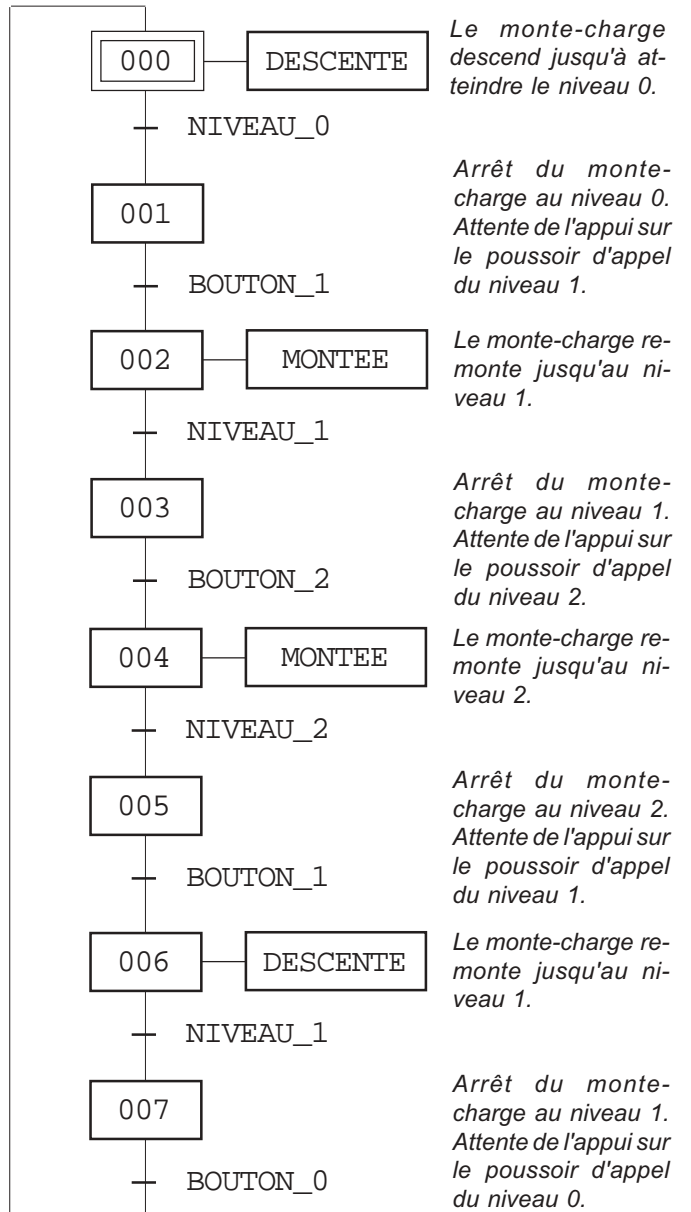 000
DESCENTE
Le monte-charge
descend jusqu'à at-
teindre le niveau 0.
NIVEAU_0
001
Arrêt du monte-
charge au niveau 0.
Attente de l'appui sur
le poussoir d'appel
du niveau 1.
BOUTON_1
002
MONTEE
Le monte-charge re-
monte jusqu'au ni-
veau 1.
NIVEAU_1
003
Arrêt du monte-
charge au niveau 1.
Attente de l'appui sur
le poussoir d'appel
du niveau 2.
BOUTON_2
004
MONTEE
Le monte-charge re-
monte jusqu'au ni-
veau 2.
NIVEAU_2
005
Arrêt du monte-
charge au niveau 2.
Attente de l'appui sur
le poussoir d'appel
du niveau 1.
BOUTON_1
006
DESCENTE
Le monte-charge re-
monte jusqu'au ni-
veau 1.
NIVEAU_1
007
Arrêt du monte-
charge au niveau 1.
Attente de l'appui sur
le poussoir d'appel
du niveau 0.
BOUTON_0